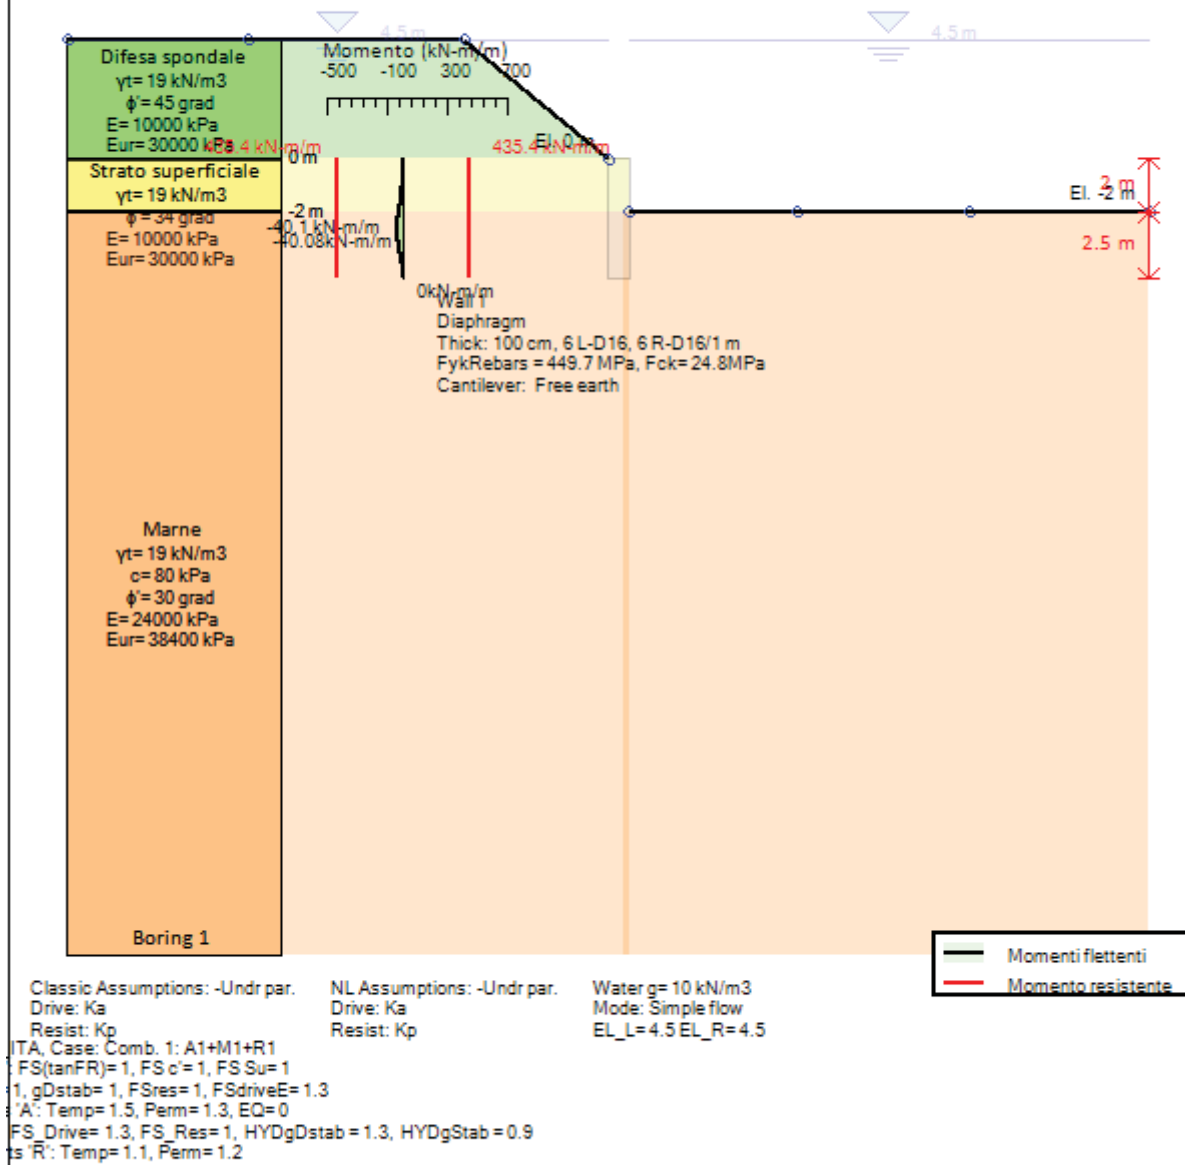 4.5 m
4.5 m
Difesa spondale
γt= 19 kN/m3
ϕ'= 45 grad
E= 10000 kPa
Eur= 30000 kPa
Momento (kN-m/m)
-500 -100 300 700
El. 0 m
435.4 kN-m/m
0 m
Strato superficiale
γt= 19 kN/m3
ϕ'= 34 grad
E= 10000 kPa
Eur= 30000 kPa
-2 m
-40.1 kN-m/m
-40.08kN-m/m
El. -2 m
2 m
2.5 m
0kN-m/m
Wall 1
Diaphragm
Thick: 100 cm, 6 L-D16, 6 R-D16/1 m
FykRebars = 449.7 MPa, Fck= 24.8MPa
Cantilever: Free earth
Marne
γt= 19 kN/m3
c= 80 kPa
ϕ'= 30 grad
E= 24000 kPa
Eur= 38400 kPa
Boring 1
Momenti flettenti
Momento resistente
Classic Assumptions: -Undr par.
Drive: Ka
Resist: Kp
NL Assumptions: -Undr par.
Drive: Ka
Resist: Kp
Water g= 10 kN/m3
Mode: Simple flow
EL_L= 4.5 EL_R= 4.5
ITA, Case: Comb. 1: A1+M1+R1
: FS(tanFR)= 1, FS c'= 1, FS Su= 1
1, gDstab= 1, FSres= 1, FSdriveE= 1.3
'A': Temp= 1.5, Perm= 1.3, EQ= 0
FS_Drive= 1.3, FS_Res= 1, HYDgDstab = 1.3, HYDgStab = 0.9
ts 'R': Temp= 1.1, Perm= 1.2